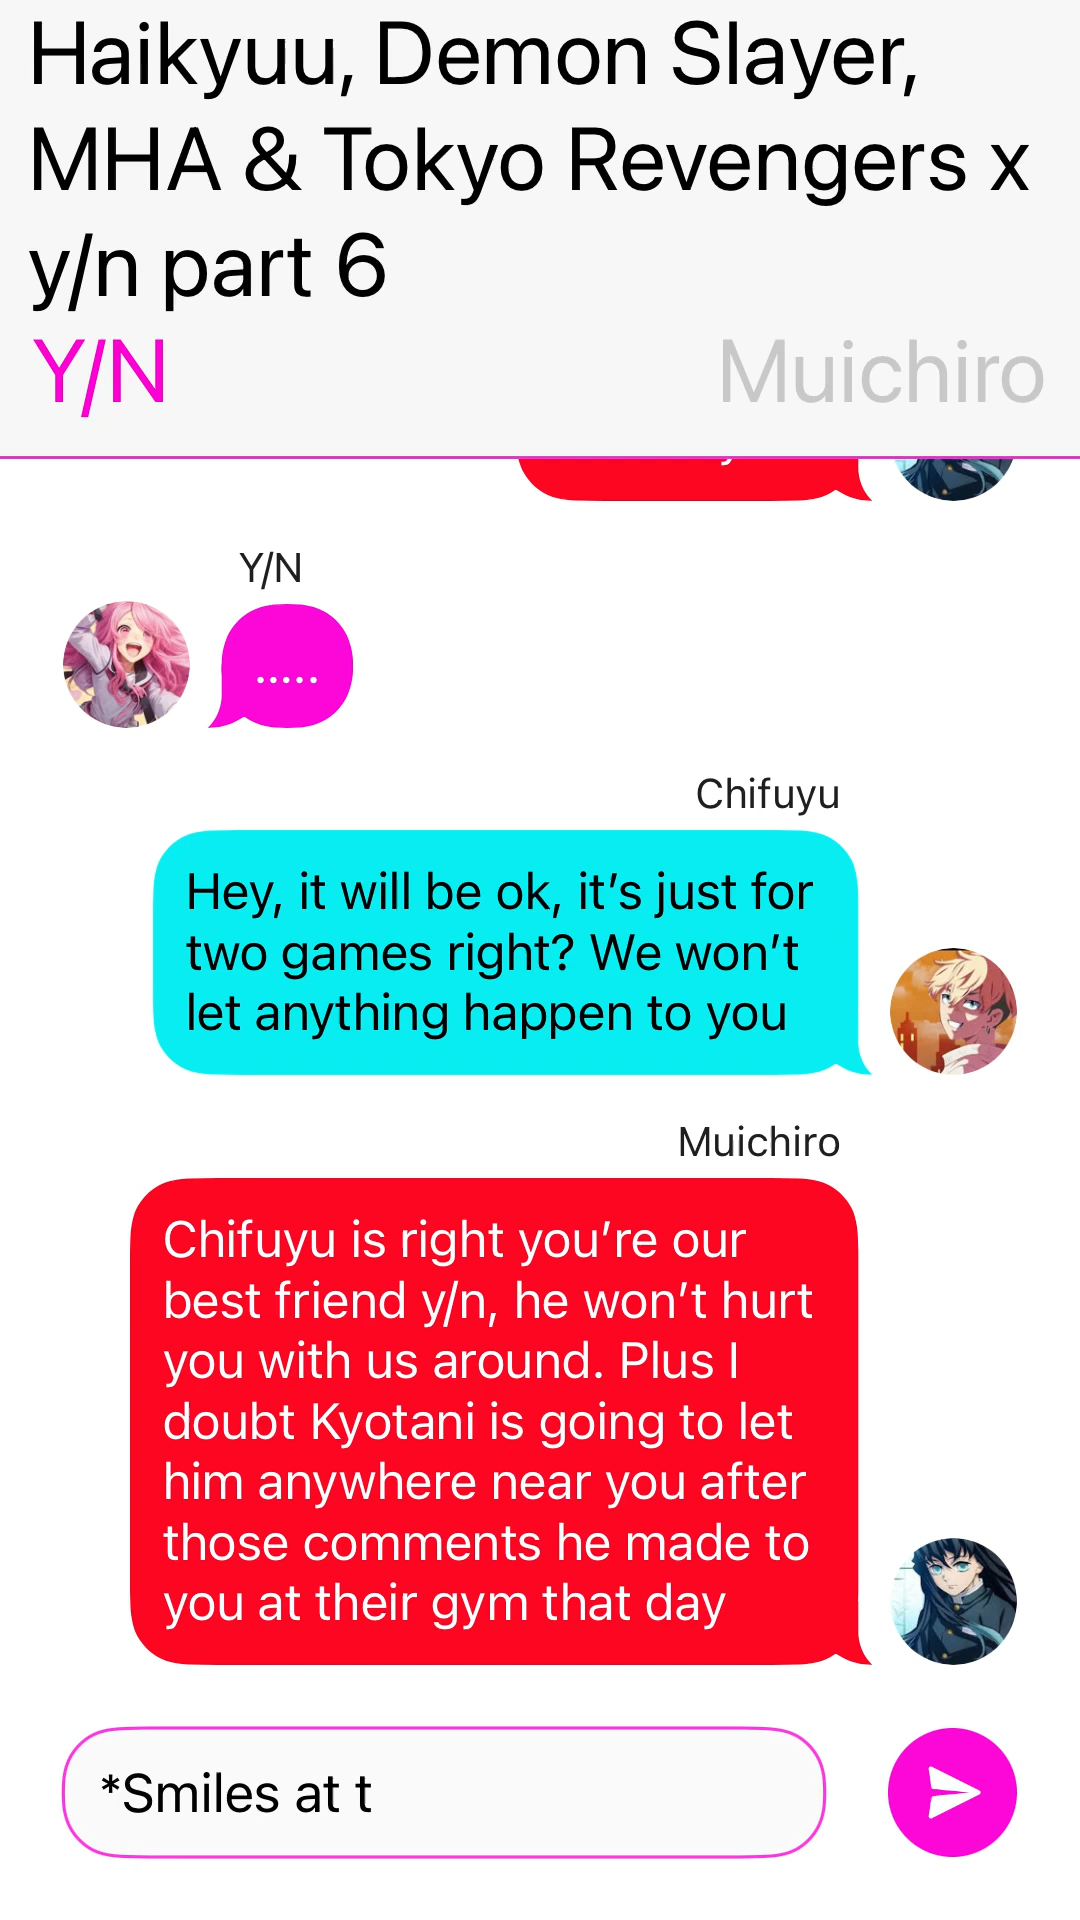 Haikyuu, Demon Slayer,
MHA & Tokyo Revengers x
y/n part 6
Y/N
Muichiro
Y/N
.....
Chifuyu
Hey, it will be ok, it’s just for
two games right? We won’t
let anything happen to you
Muichiro
Chifuyu is right you’re our
best friend y/n, he won’t hurt
you with us around. Plus I
doubt Kyotani is going to let
him anywhere near you after
those comments he made to
you at their gym that day
*Smiles at t